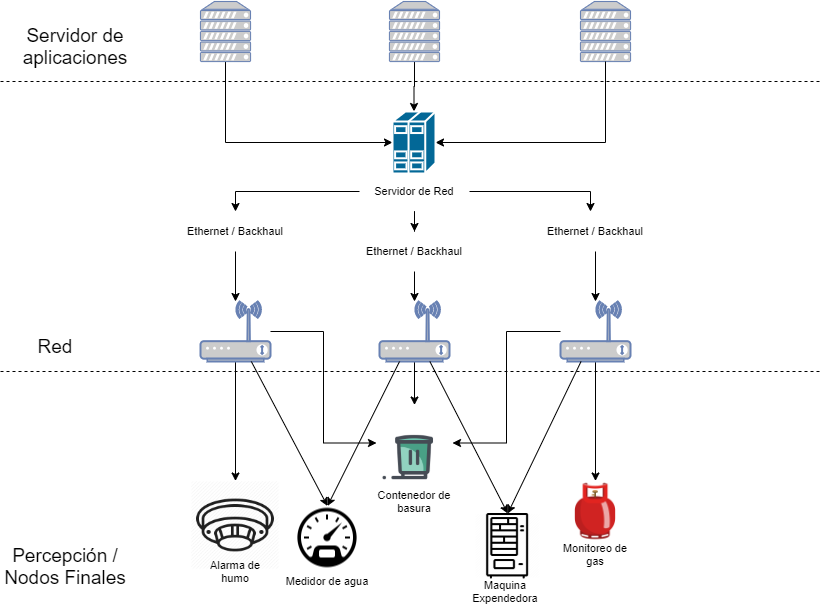 Servidor de
aplicaciones
Servidor de Red
Ethernet / Backhaul
Ethernet / Backhaul
Ethernet / Backhaul
Red
Contenedor de
basura
Percepción /
Nodos Finales
Alarma de
humo
Medidor de agua
Maquina
Expendedora
Monitoreo de
gas